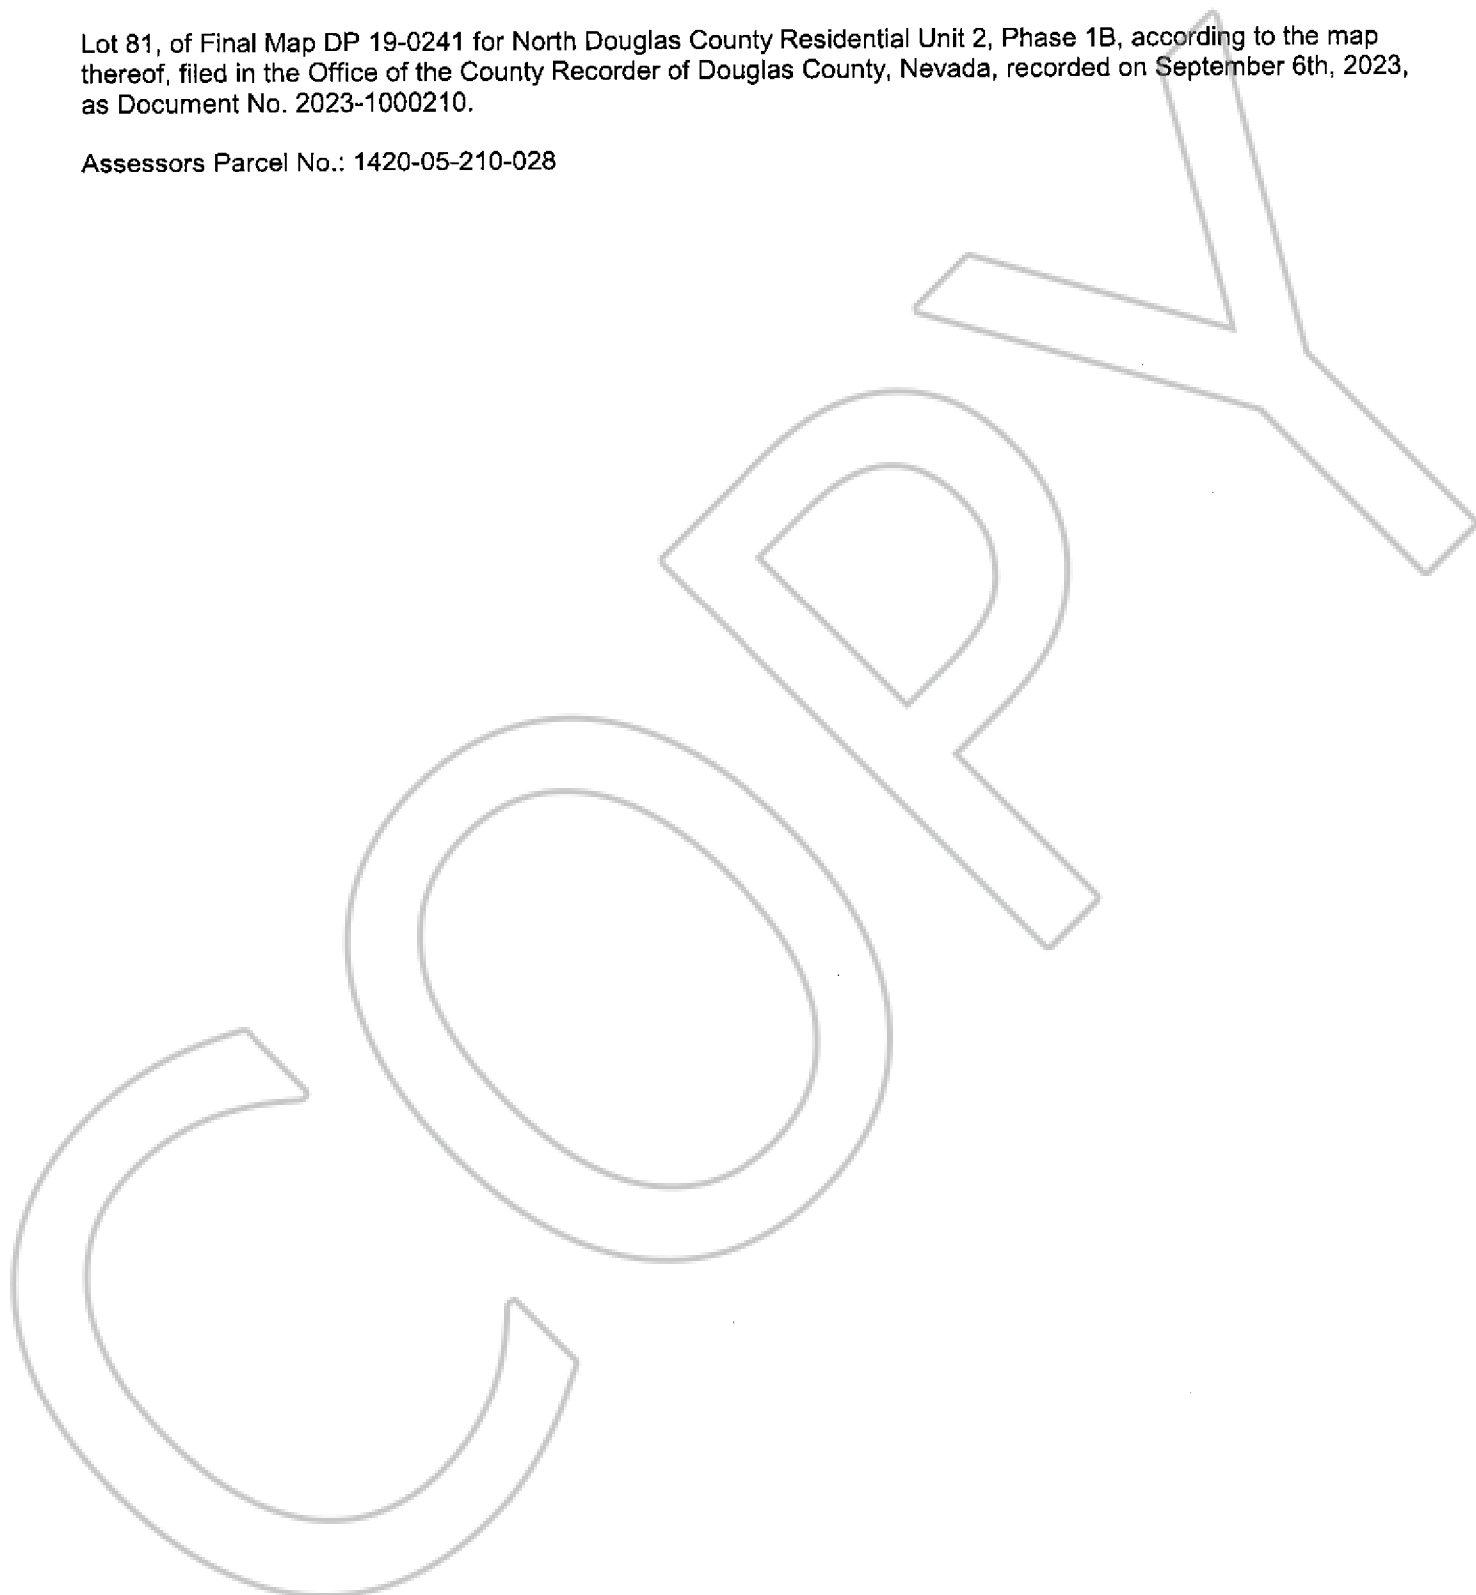 Lot 81, of Final Map DP 19-0241 for North Douglas County Residential Unit 2, Phase 1B, according to the map
thereof, filed in the Office of the County Recorder of Douglas County, Nevada, recorded on September 6th, 2023,
as Document No. 2023-1000210.
Assessors Parcel No.: 1420-05-210-028
COPY